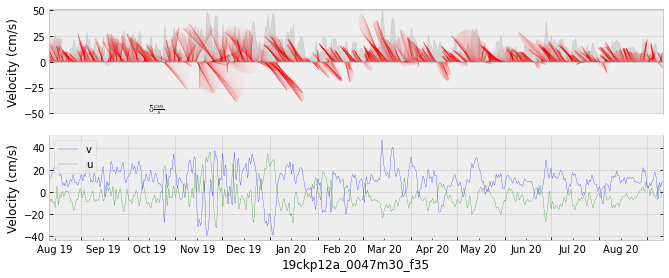 Velocity (cm/s)
50
25
0
−25
−50
5 cm/s
Velocity (cm/s)
40
20
0
−20
−40
v
u
Aug 19 Sep 19 Oct 19 Nov 19 Dec 19 Jan 20 Feb 20 Mar 20 Apr 20 May 20 Jun 20 Jul 20 Aug 20
19ckp12a_0047m30_f35